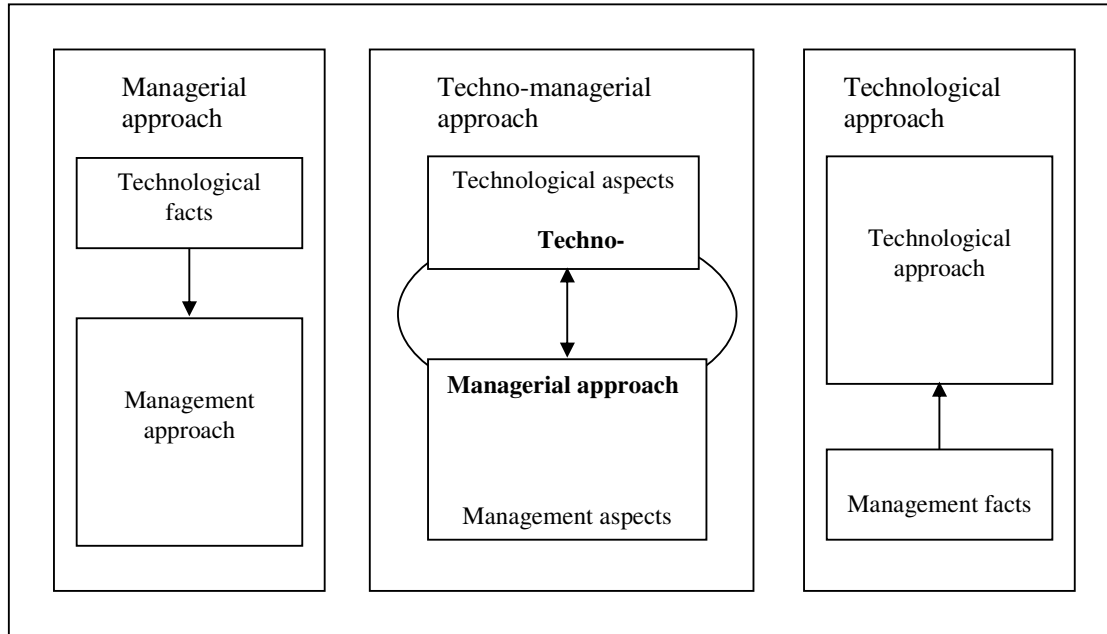 Managerial
approach
Technological
facts
Management
approach
Techno-managerial
approach
Technological aspects
Techno-
Managerial approach
Management aspects
Technological
approach
Technological
approach
Management facts